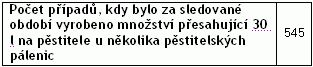 Počet případů, kdy bylo za sledované
období vyrobeno množství přesahující 30
l na pěstitele u několika pěstitelských
pálenic
545